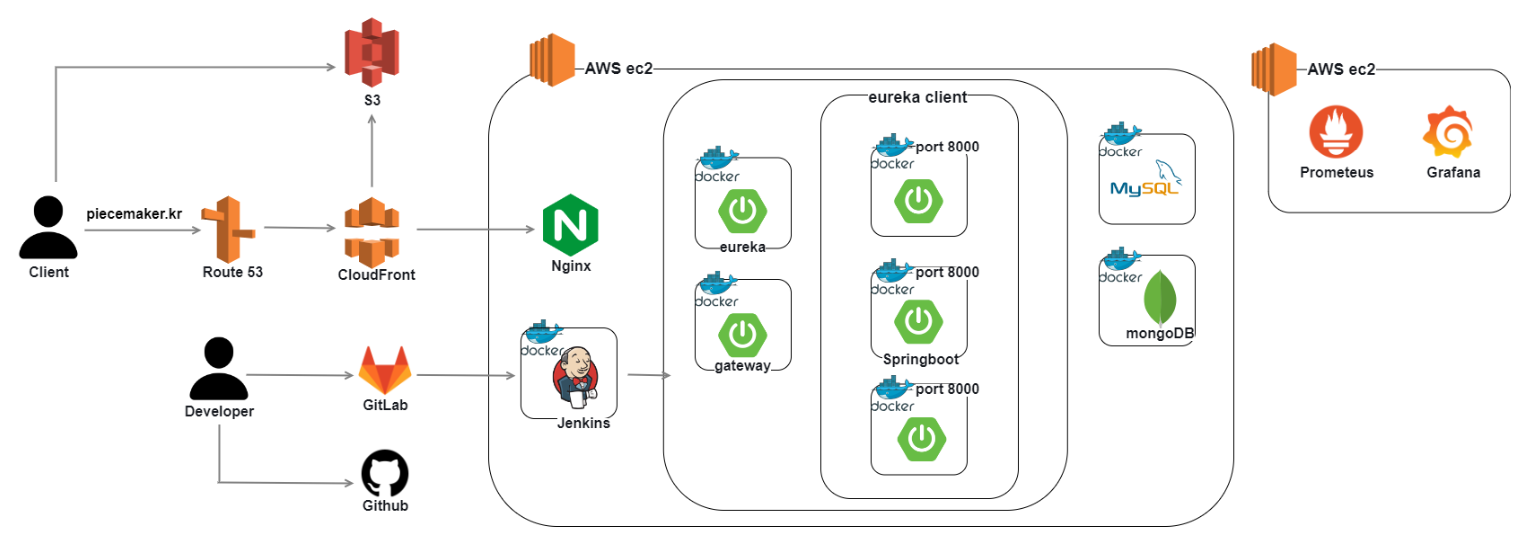 S3
AWS ec2
AWS ec2
eureka client
docker
port 8000
docker
MySQL
Prometeus
Grafana
docker
eureka
piecemaker.kr
Client
Route 53
CloudFront
Nginx
docker
gateway
docker
port 8000
Springboot
docker
mongoDB
Developer
GitLab
docker
Jenkins
docker
port 8000
Github